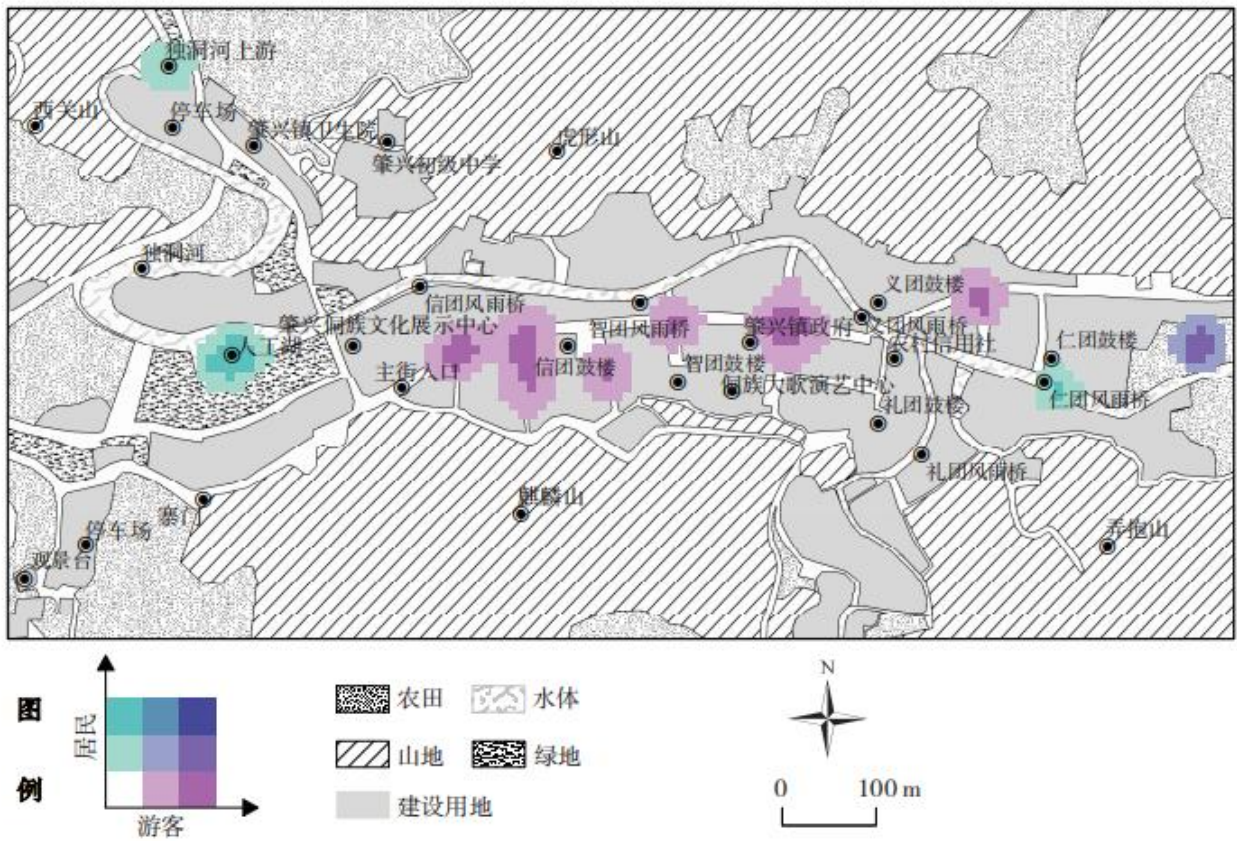 独洞河上游
西关山
停车场
肇兴镇卫生院
肇兴初级中学
虎形山
独洞河
信团风雨桥
义团鼓楼
肇兴侗族文化展示中心
智团风雨桥
肇兴镇政府
义团风雨桥
人工湖
主街入口
信团鼓楼
智团鼓楼
农村信用社
仁团鼓楼
侗族大歌演艺中心
仁团风雨桥
礼团鼓楼
礼团风雨桥
寨门
麒麟山
弄抱山
停车场
观景台
图例
居民
游客
农田
水体
山地
绿地
建设用地
N
0 100 m